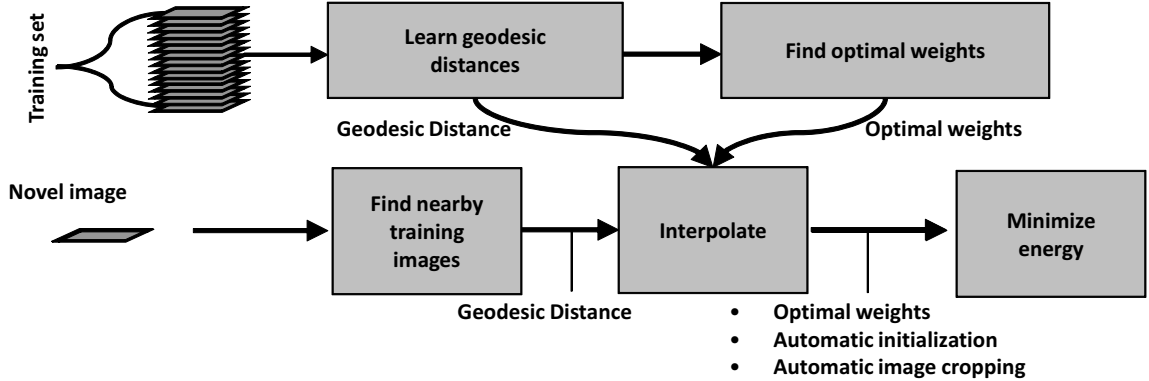 Training set
Learn geodesic
distances
Find optimal weights
Geodesic Distance
Optimal weights
Novel image
Find nearby
training
images
Interpolate
Minimize
energy
Geodesic Distance
• Optimal weights
• Automatic initialization
• Automatic image cropping